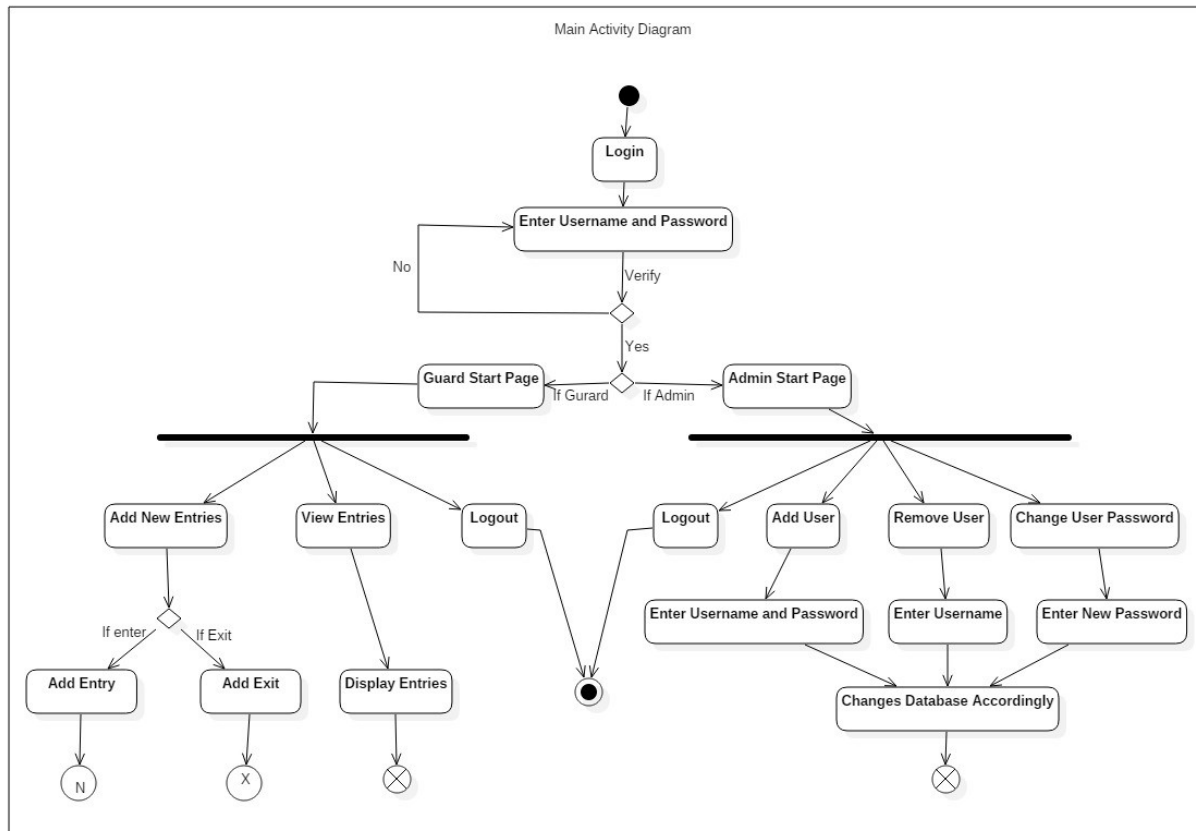 Main Activity Diagram
Login
Enter Username and Password
No
Verify
Yes
Guard Start Page
If Gurard
If Admin
Admin Start Page
Add New Entries
View Entries
Logout
Logout
Add User
Remove User
Change User Password
If enter
If Exit
Enter Username and Password
Enter Username
Enter New Password
Add Entry
Add Exit
Display Entries
Changes Database Accordingly
N
X